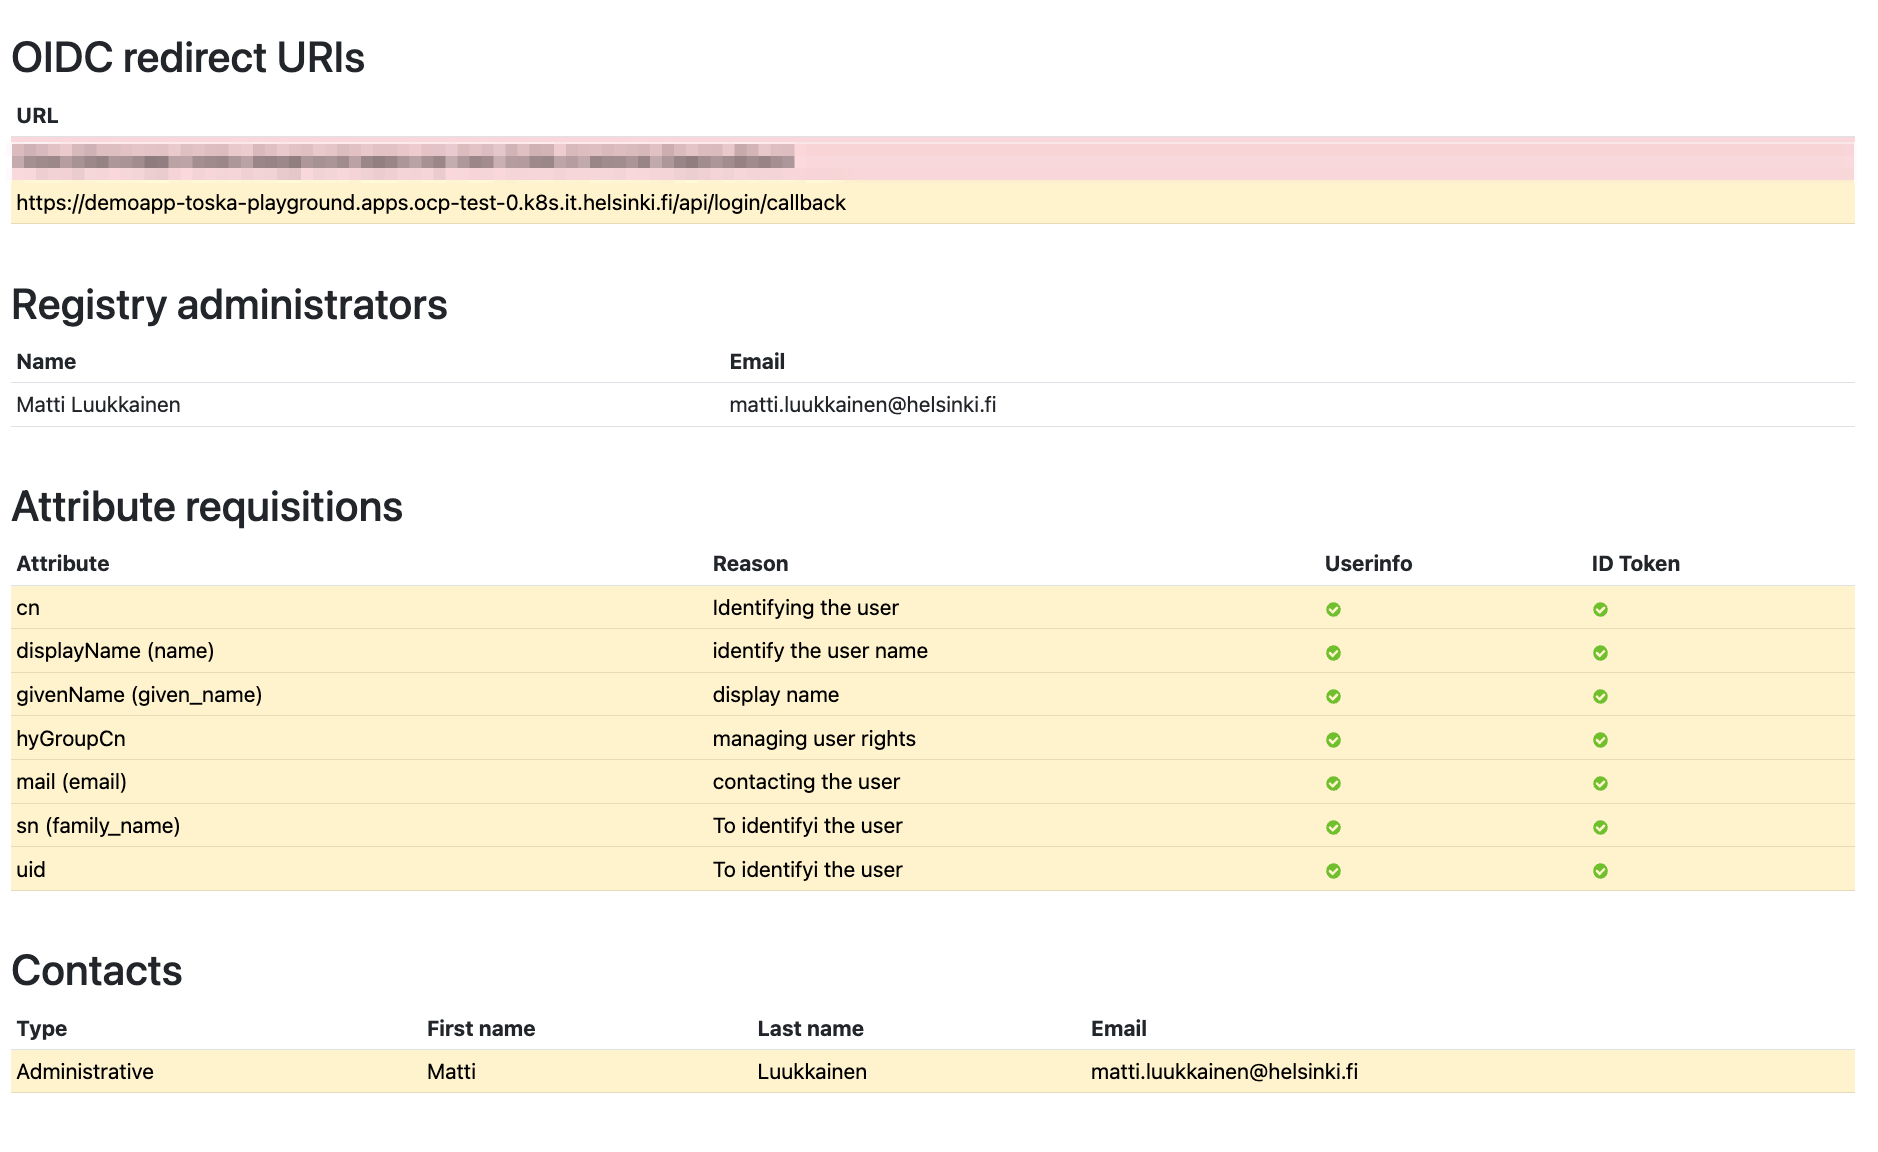 OIDC redirect URIs
URL
https://demoapp-toska-playground.apps.ocp-test-0.k8s.it.helsinki.fi/api/login/callback
Registry administrators
Name Email
Matti Luukkainen matti.luukkainen@helsinki.fi
Attribute requisitions
Attribute Reason Userinfo ID Token
cn Identifying the user
displayName (name) identify the user name
givenName (given_name) display name
hyGroupCn managing user rights
mail (email) contacting the user
sn (family_name) To identifyi the user
uid To identifyi the user
Contacts
Type First name Last name Email
Administrative Matti Luukkainen matti.luukkainen@helsinki.fi